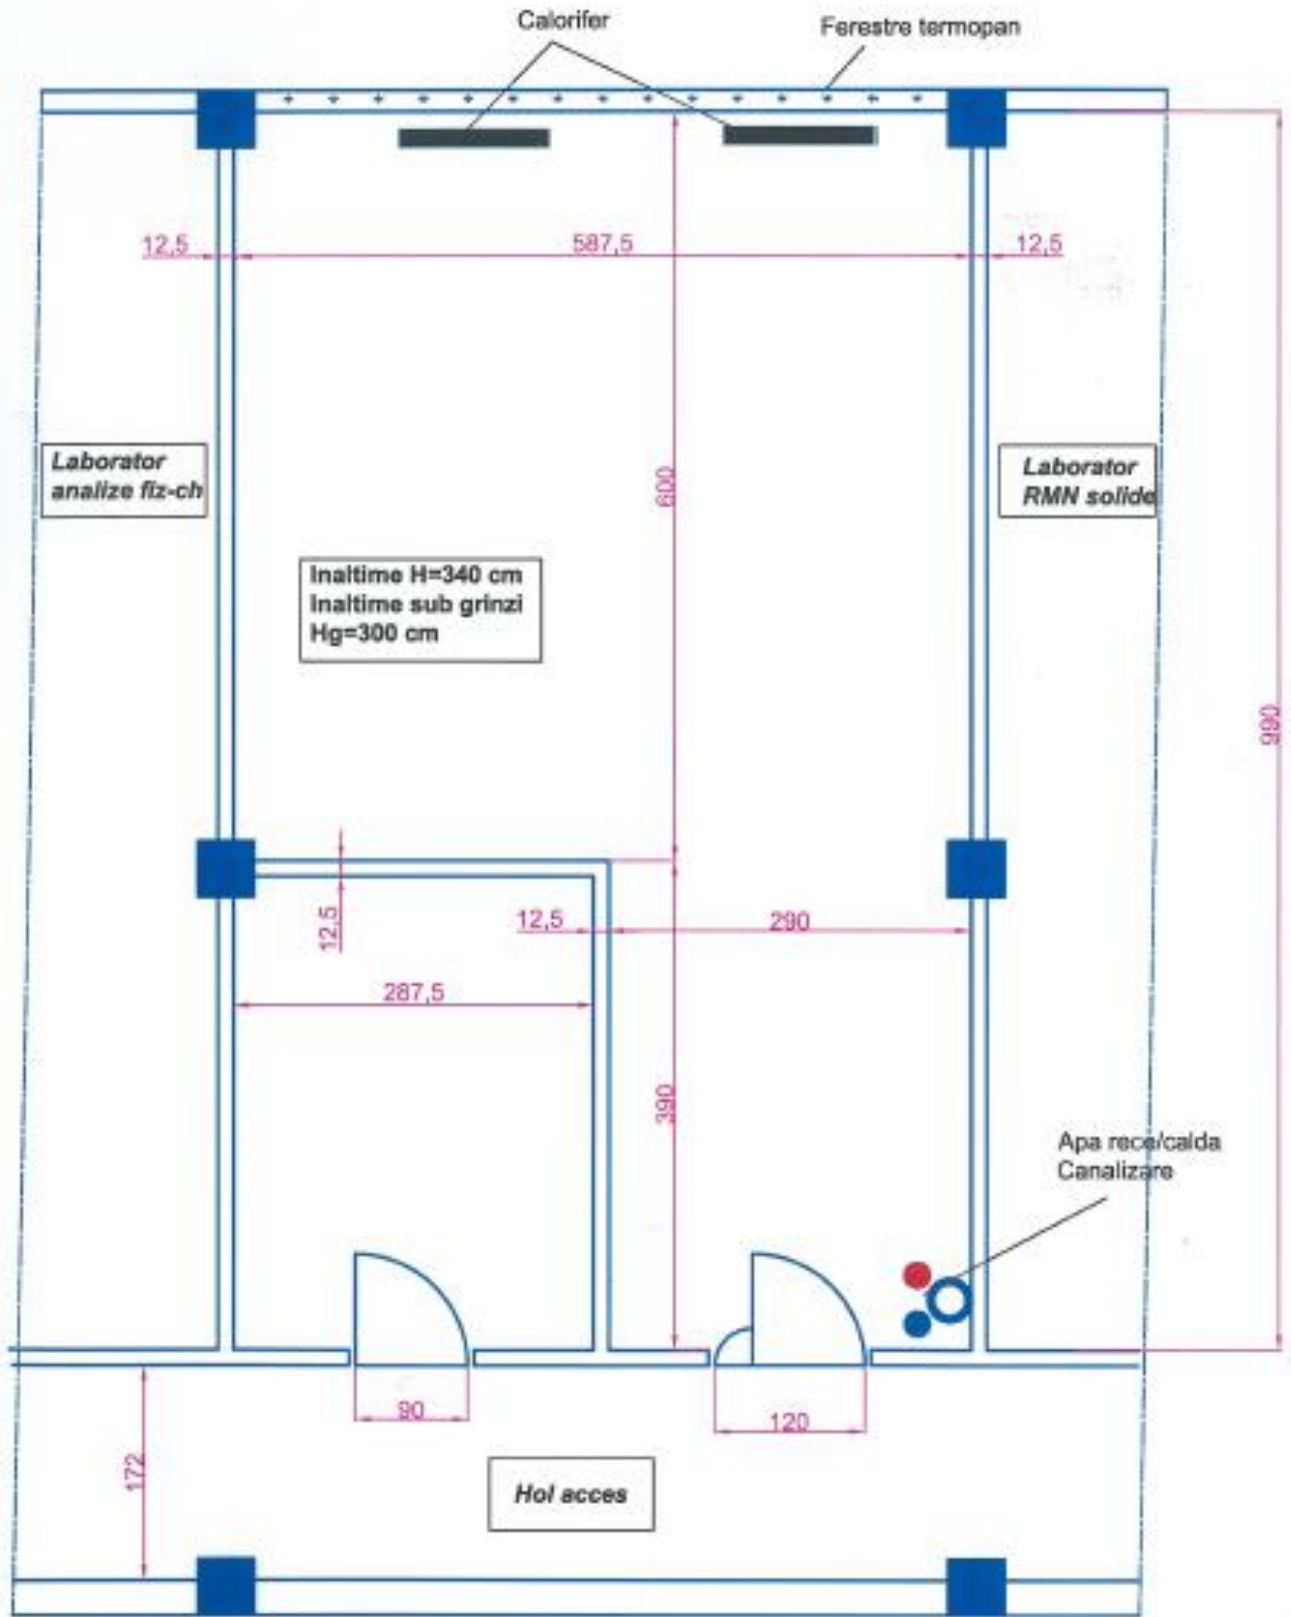 Calorifer
Ferestre termopan
12,5
587,5
12,5
Laborator
analize fiz-ch
600
Laborator
RMN solide
Inaltime H=340 cm
Inaltime sub grinzi
Hg=300 cm
990
12,5
12,5
290
287,5
390
Apa rece/calda
Canalizare
90
120
172
Hol acces